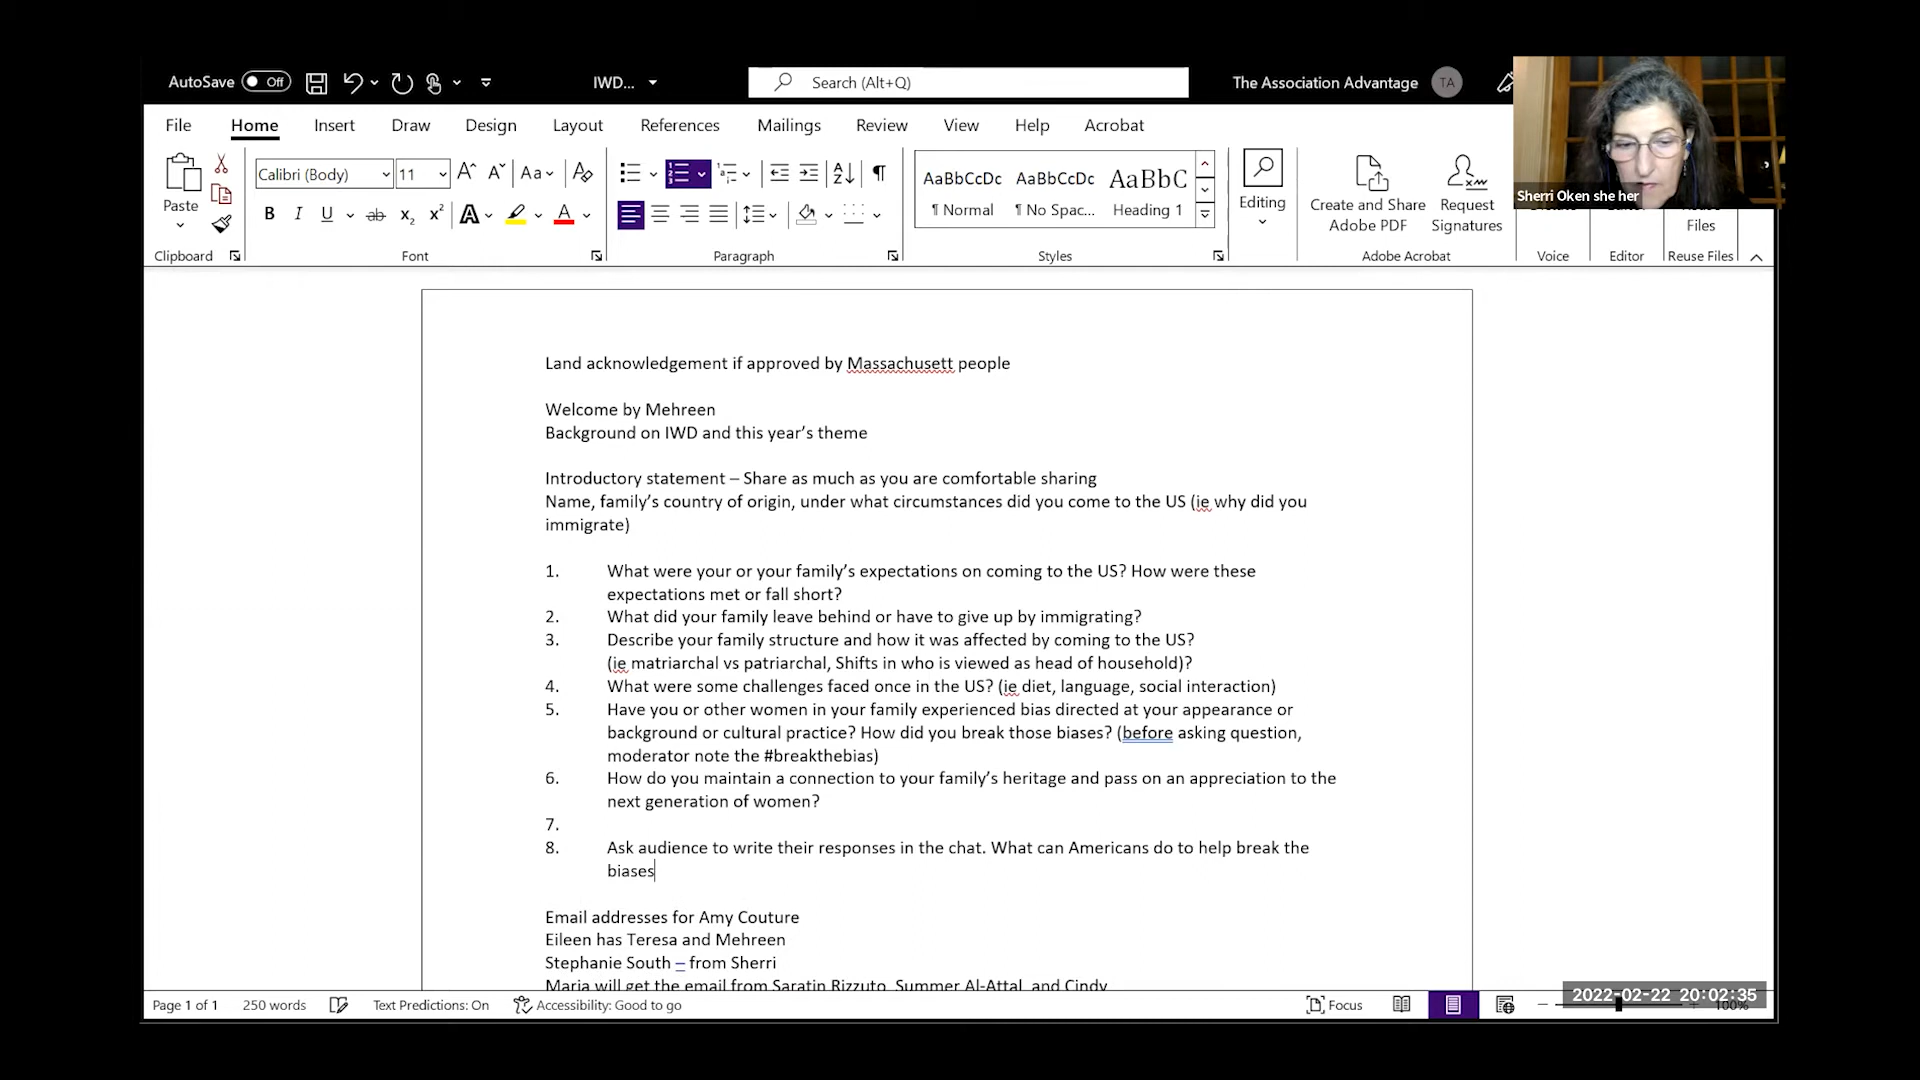 AutoSave Off
IWD...
Search (Alt+Q)
The Association Advantage TA
File Home Insert Draw Design Layout References Mailings Review View Help Acrobat
Sherri Oken she her
Paste
Calibri (Body) 11
Aa
AaBbCcDc AaBbCcDc AaBbC
¶ Normal ¶ No Spac... Heading 1
Editing
Create and Share
Adobe PDF
Request
Signatures
Files
Clipboard Font Paragraph Styles Adobe Acrobat Voice Editor Reuse Files
Land acknowledgement if approved by Massachusett people
Welcome by Mehreen
Background on IWD and this year’s theme
Introductory statement – Share as much as you are comfortable sharing
Name, family’s country of origin, under what circumstances did you come to the US (ie why did you
immigrate)
1. What were your or your family’s expectations on coming to the US? How were these
expectations met or fall short?
2. What did your family leave behind or have to give up by immigrating?
3. Describe your family structure and how it was affected by coming to the US?
(ie matriarchal vs patriarchal, Shifts in who is viewed as head of household)?
4. What were some challenges faced once in the US? (ie diet, language, social interaction)
5. Have you or other women in your family experienced bias directed at your appearance or
background or cultural practice? How did you break those biases? (before asking question,
moderator note the #breakthebias)
6. How do you maintain a connection to your family’s heritage and pass on an appreciation to the
next generation of women?
7.
8. Ask audience to write their responses in the chat. What can Americans do to help break the
biases
Email addresses for Amy Couture
Eileen has Teresa and Mehreen
Stephanie South – from Sherri
Maria will get the email from Saratin Rizzuto, Summer Al-Attal, and Cindy
Page 1 of 1 250 words Text Predictions: On Accessibility: Good to go Focus 100%
2022-02-22 20:02:35